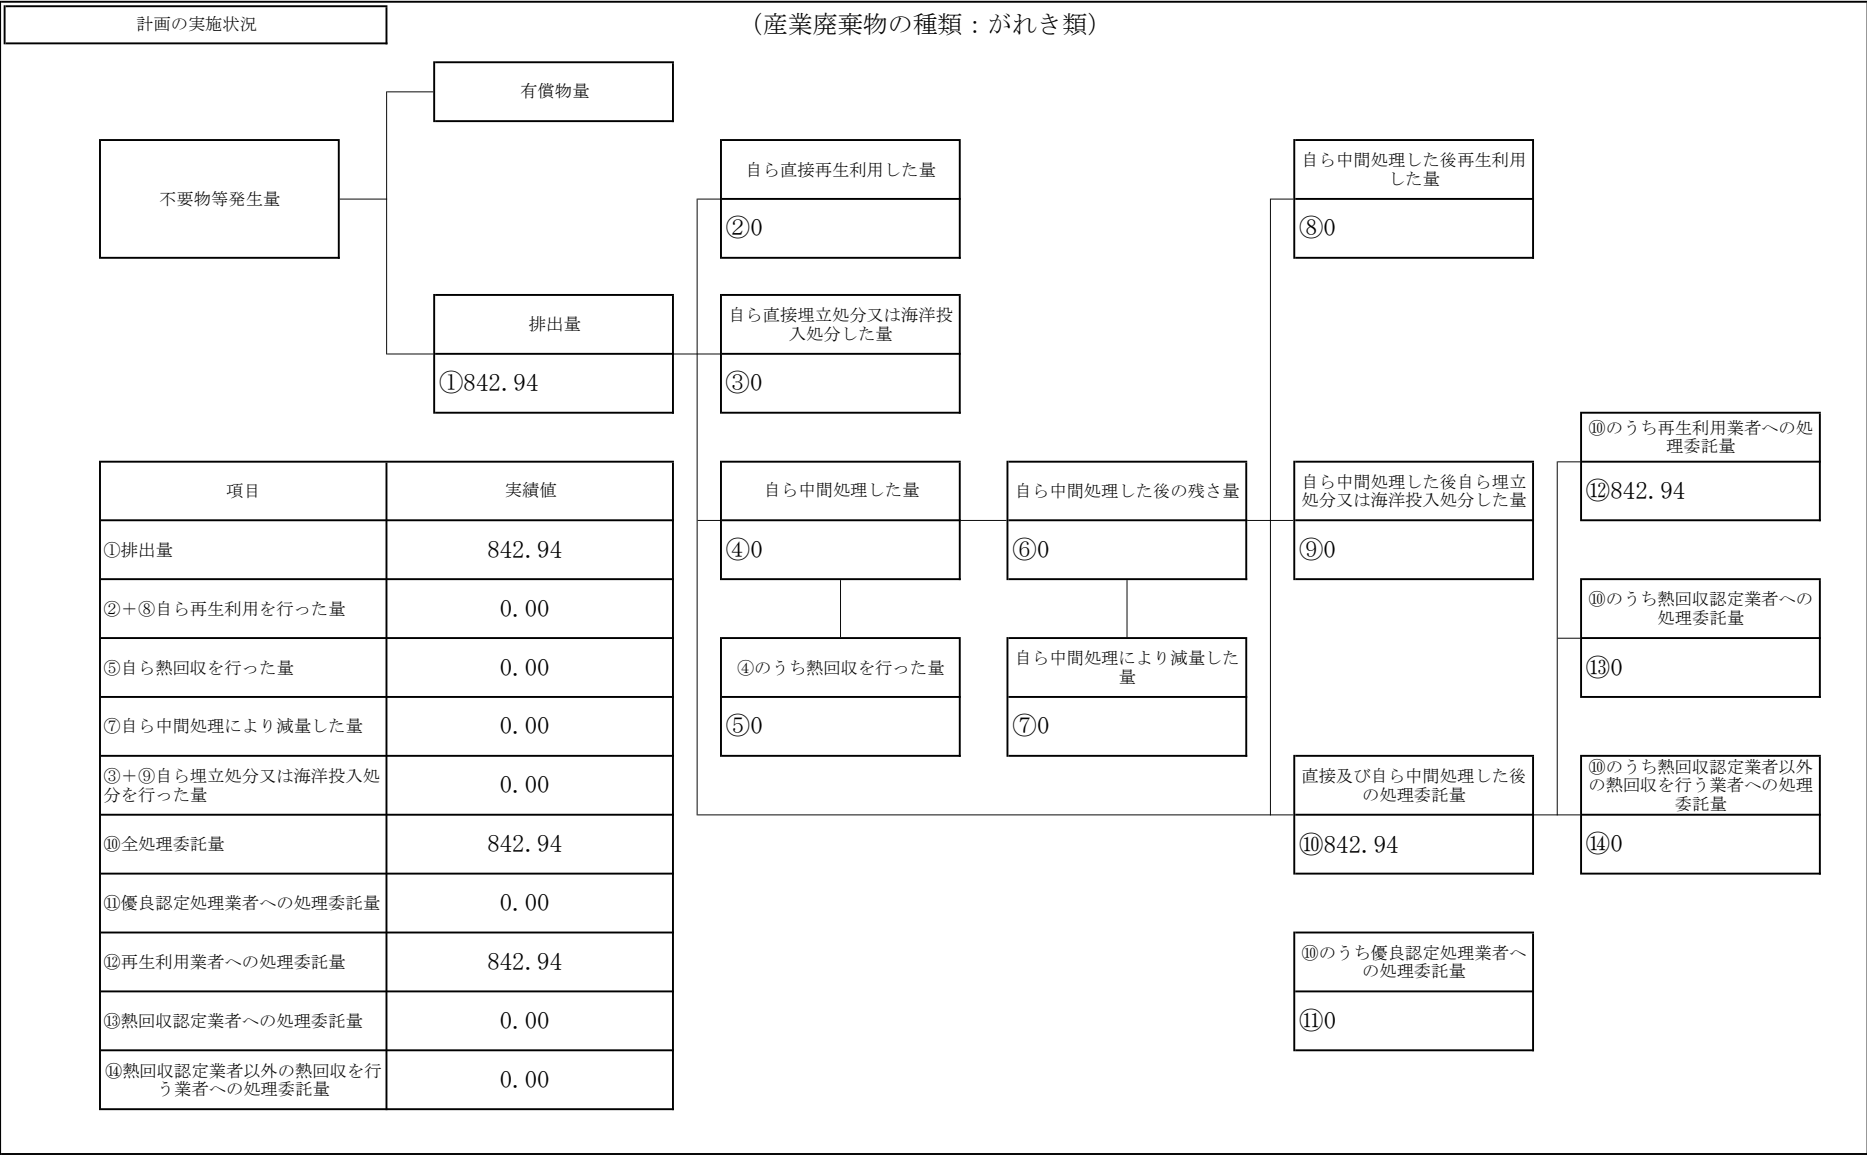 計画の実施状況
（産業廃棄物の種類：がれき類）
有償物量
不要物等発生量
排出量
①842.94
自ら直接再生利用した量
②0
自ら直接埋立処分又は海洋投
入処分した量
③0
自ら中間処理した量
④0
④のうち熱回収を行った量
⑤0
自ら中間処理した後の残さ量
⑥0
自ら中間処理により減量した
量
⑦0
自ら中間処理した後再生利用
した量
⑧0
自ら中間処理した後自ら埋立
処分又は海洋投入処分した量
⑨0
直接及び自ら中間処理した後
の処理委託量
⑩842.94
⑩のうち優良認定処理業者へ
の処理委託量
⑪0
⑩のうち再生利用業者への処
理委託量
⑫842.94
⑩のうち熱回収認定業者への
処理委託量
⑬0
⑩のうち熱回収認定業者以外
の熱回収を行う業者への処理
委託量
⑭0
項目 実績値
①排出量 842.94
②＋⑧自ら再生利用を行った量 0.00
⑤自ら熱回収を行った量 0.00
⑦自ら中間処理により減量した量 0.00
③＋⑨自ら埋立処分又は海洋投入処
分を行った量 0.00
⑩全処理委託量 842.94
⑪優良認定処理業者への処理委託量 0.00
⑫再生利用業者への処理委託量 842.94
⑬熱回収認定業者への処理委託量 0.00
⑭熱回収認定業者以外の熱回収を行
う業者への処理委託量 0.00